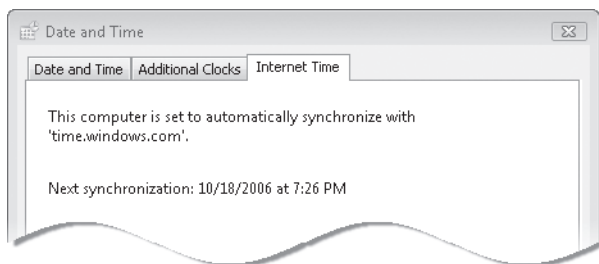 Date and Time
Date and Time Additional Clocks Internet Time
This computer is set to automatically synchronize with
'time.windows.com'.
Next synchronization: 10/18/2006 at 7:26 PM